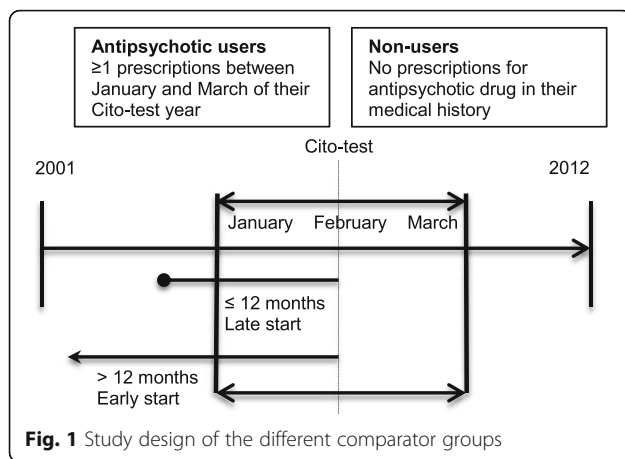 Antipsychotic users
≥1 prescriptions between
January and March of their
Cito-test year
Non-users
No prescriptions for
antipsychotic drug in their
medical history
Cito-test
2001
2012
January February March
≤ 12 months
Late start
> 12 months
Early start
Fig. 1 Study design of the different comparator groups